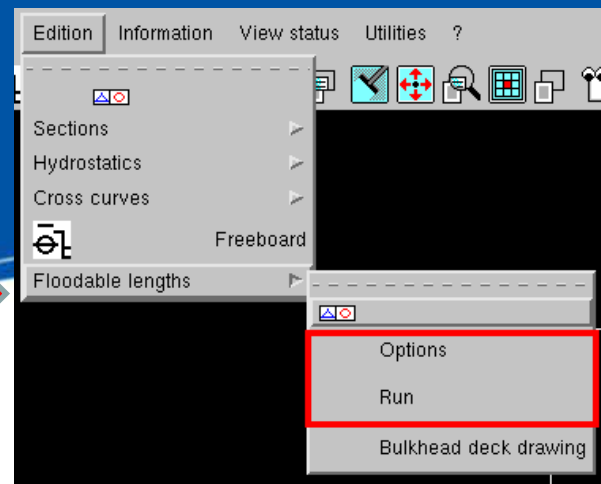 Edition Information View status Utilities ?
Sections
Hydrostatics
Cross curves
Freeboard
Floodable lengths
Options
Run
Bulkhead deck drawing